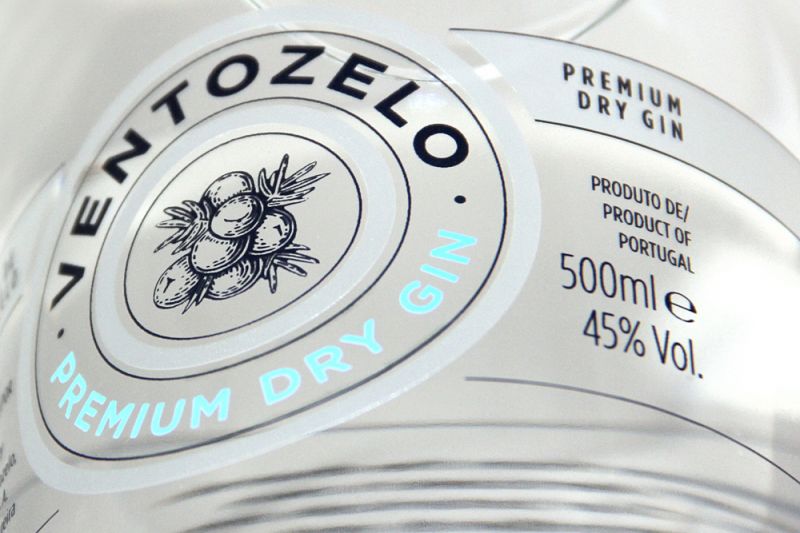 VENTOZELO
PREMIUM DRY GIN
PREMIUM
DRY GIN
PRODUTO DE/
PRODUCT OF
PORTUGAL
500ml ℮
45% Vol.